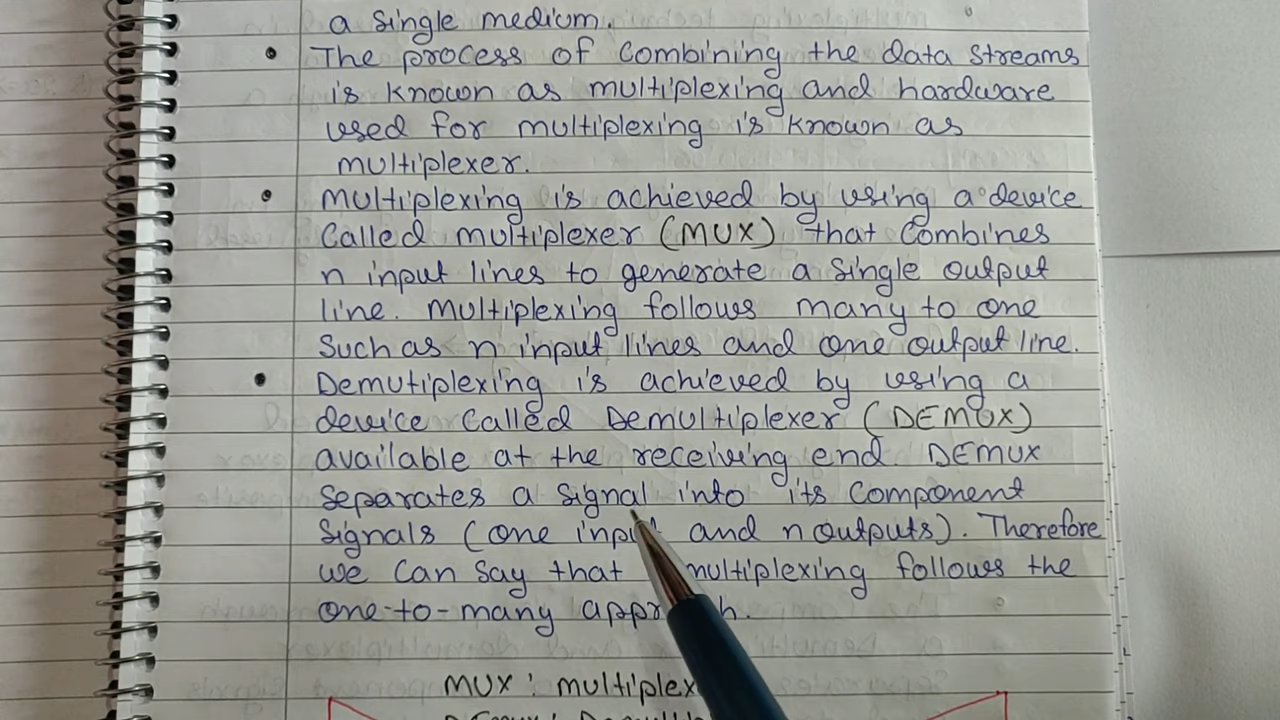 a single medium.
• The process of Combining the data streams
is known as multiplexing and hardware
used for multiplexing is known as
multiplexer.
• Multiplexing is achieved by using a device
Called multiplexer (MUX) that Combines
n input lines to generate a single output
line. Multiplexing follows many to one
Such as n input lines and one output line.
• Demutiplexing is achieved by using a
device Called Demultiplexer (DEMUX)
available at the receiving end. DEMUX
Separates a Signal into its Component
Signals (one input and n outputs). Therefore
we Can Say that multiplexing follows the
one-to-many
MUX :